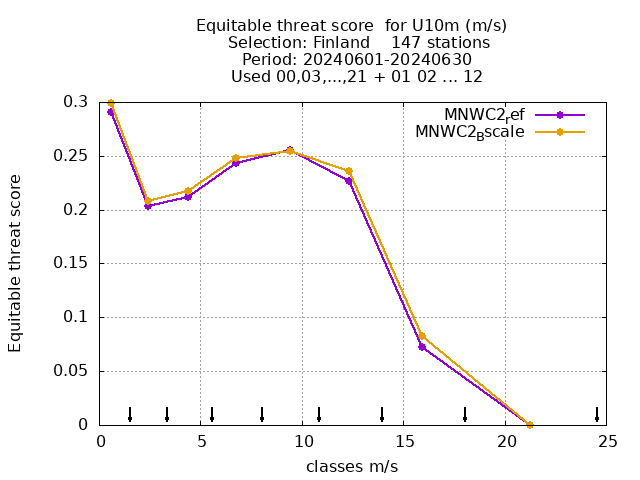 Equitable threat score  for U10m (m/s)
Selection: Finland    147 stations
Period: 20240601-20240630
Used 00,03,...,21 + 01 02 ... 12
MNWC2ref
MNWC2Bscale
Equitable threat score
0.3
0.25
0.2
0.15
0.1
0.05
0
0 5 10 15 20 25
classes m/s